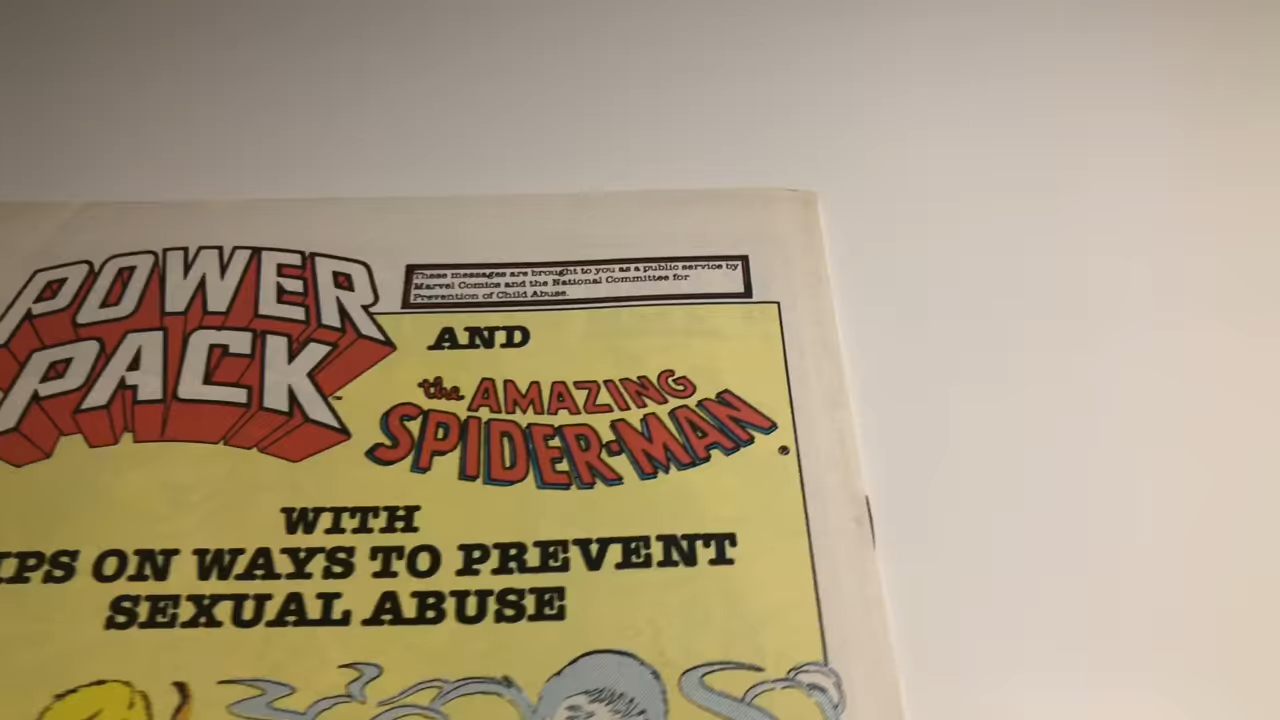 POWER
PACK
These messages are brought to you as a public service by
Marvel Comics and the National Committee for
Prevention of Child Abuse.
AND
the AMAZING
SPIDER-MAN
WITH
IPS ON WAYS TO PREVENT
SEXUAL ABUSE